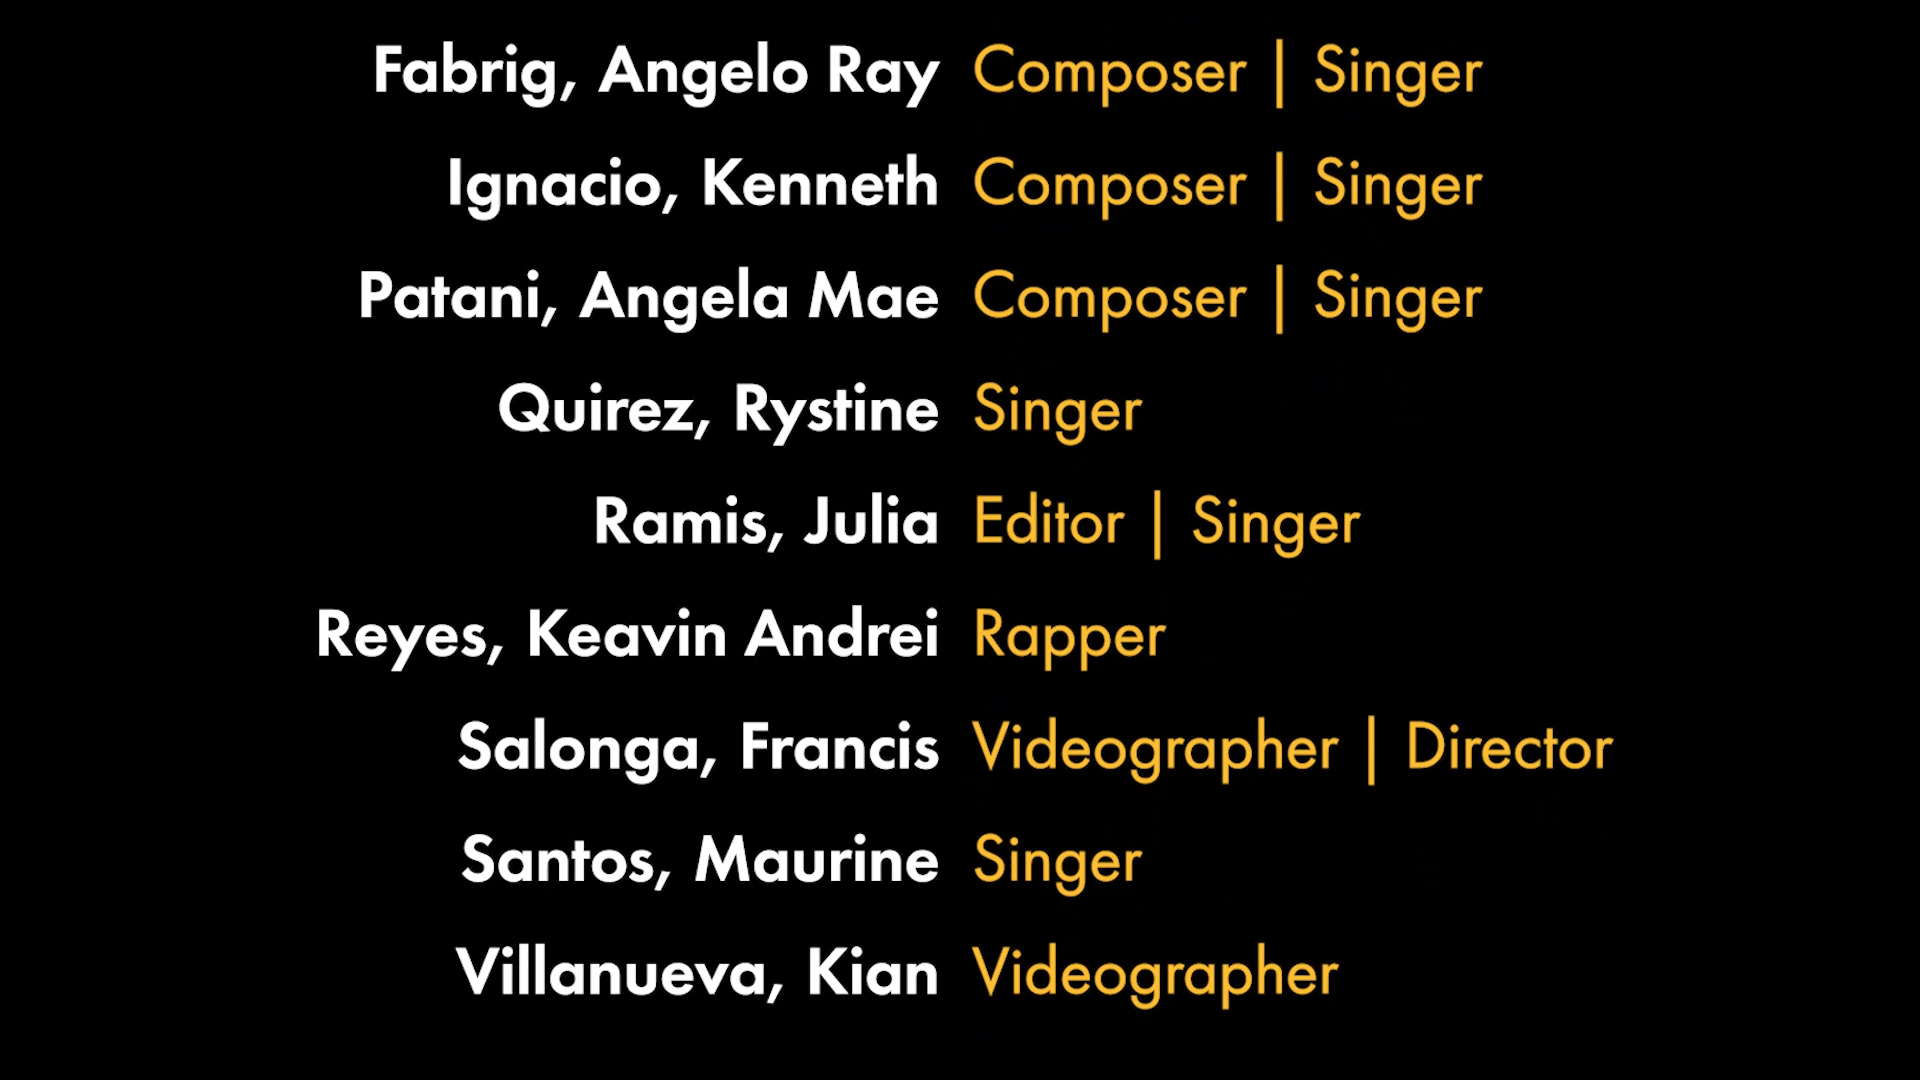 Fabrig, Angelo Ray Composer | Singer
Ignacio, Kenneth Composer | Singer
Patani, Angela Mae Composer | Singer
Quirez, Rystine Singer
Ramis, Julia Editor | Singer
Reyes, Keavin Andrei Rapper
Salonga, Francis Videographer | Director
Santos, Maurine Singer
Villanueva, Kian Videographer